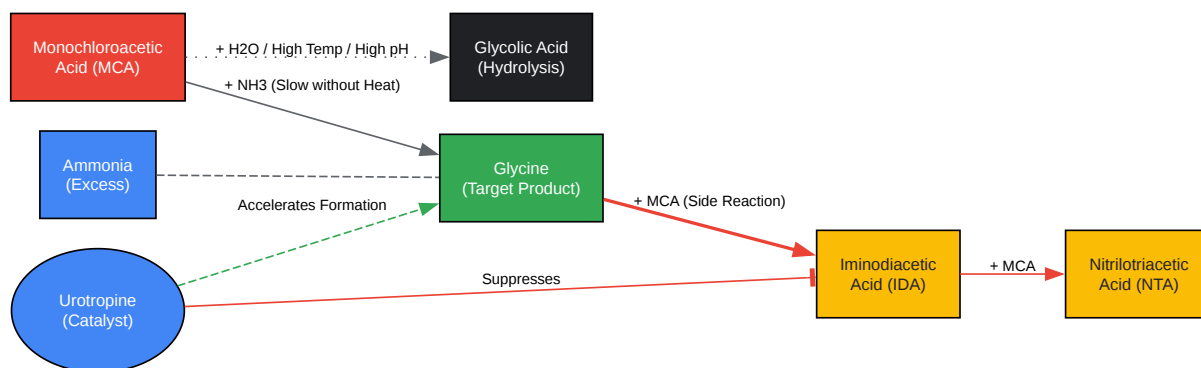 Monochloroacetic
Acid (MCA)
+ H2O / High Temp / High pH
Glycolic Acid
(Hydrolysis)
+ NH3 (Slow without Heat)
Ammonia
(Excess)
Glycine
(Target Product)
Accelerates Formation
+ MCA (Side Reaction)
Urotropine
(Catalyst)
Suppresses
Iminodiacetic
Acid (IDA)
+ MCA
Nitrilotriacetic
Acid (NTA)